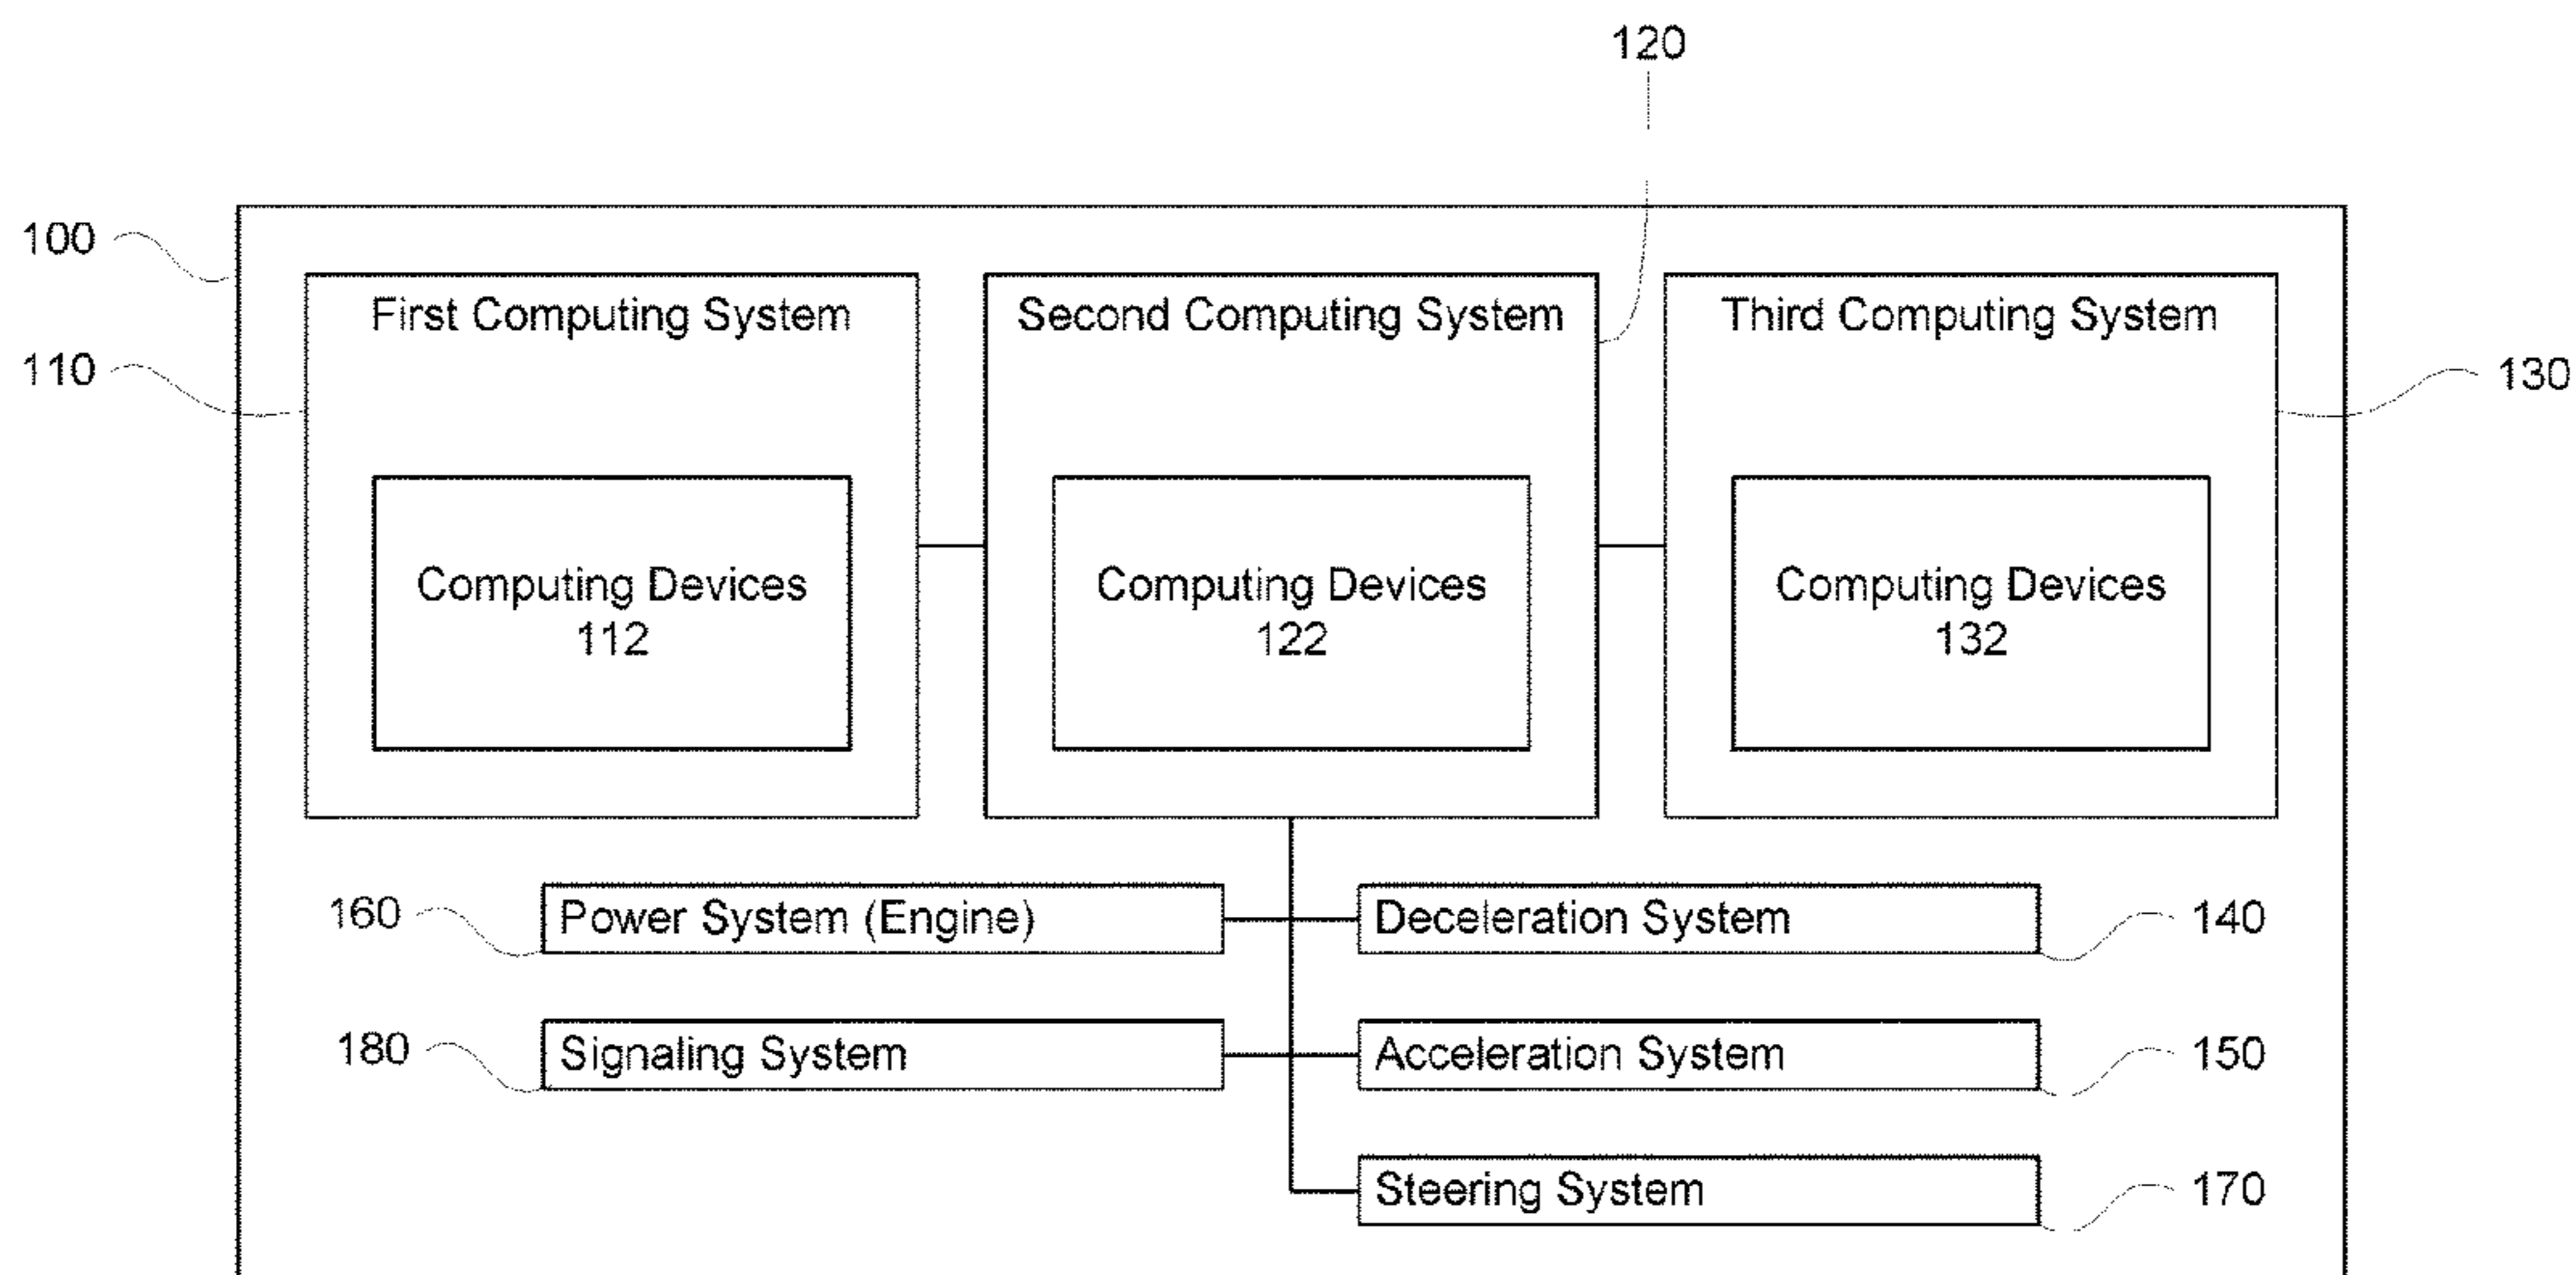 120
100
First Computing System
Second Computing System
Third Computing System
110
130
Computing Devices
112
Computing Devices
122
Computing Devices
132
160
Power System (Engine)
Deceleration System
140
180
Signaling System
Acceleration System
150
Steering System
170